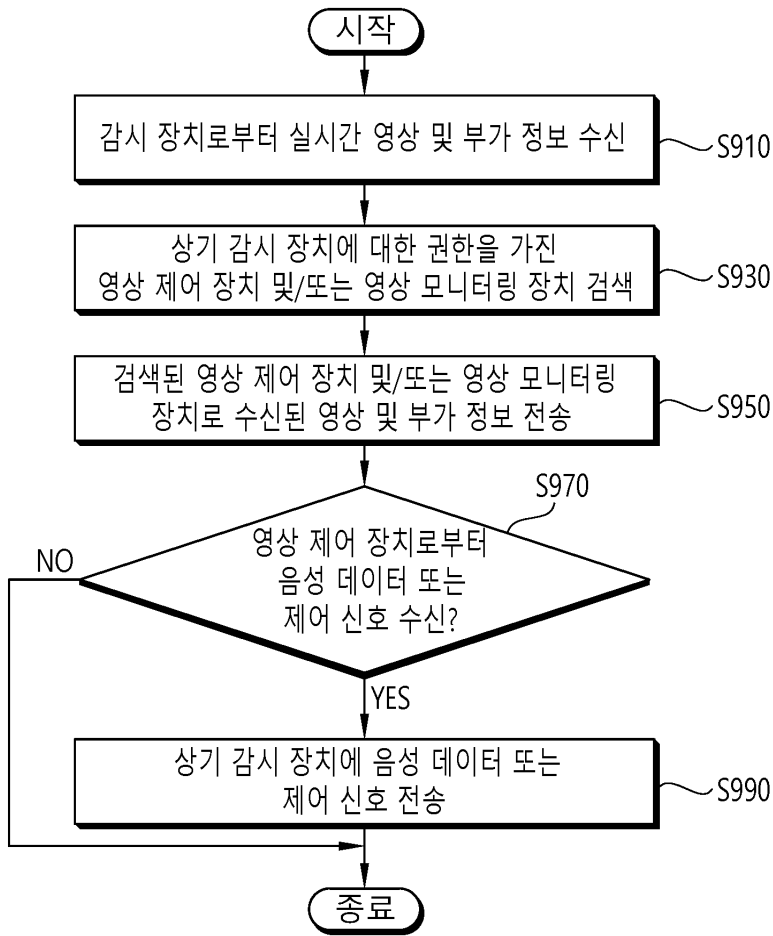 시작
감시 장치로부터 실시간 영상 및 부가 정보 수신
S910
상기 감시 장치에 대한 권한을 가진
영상 제어 장치 및/또는 영상 모니터링 장치 검색
S930
검색된 영상 제어 장치 및/또는 영상 모니터링
장치로 수신된 영상 및 부가 정보 전송
S950
S970
영상 제어 장치로부터
음성 데이터 또는
제어 신호 수신?
NO
YES
상기 감시 장치에 음성 데이터 또는
제어 신호 전송
S990
종료